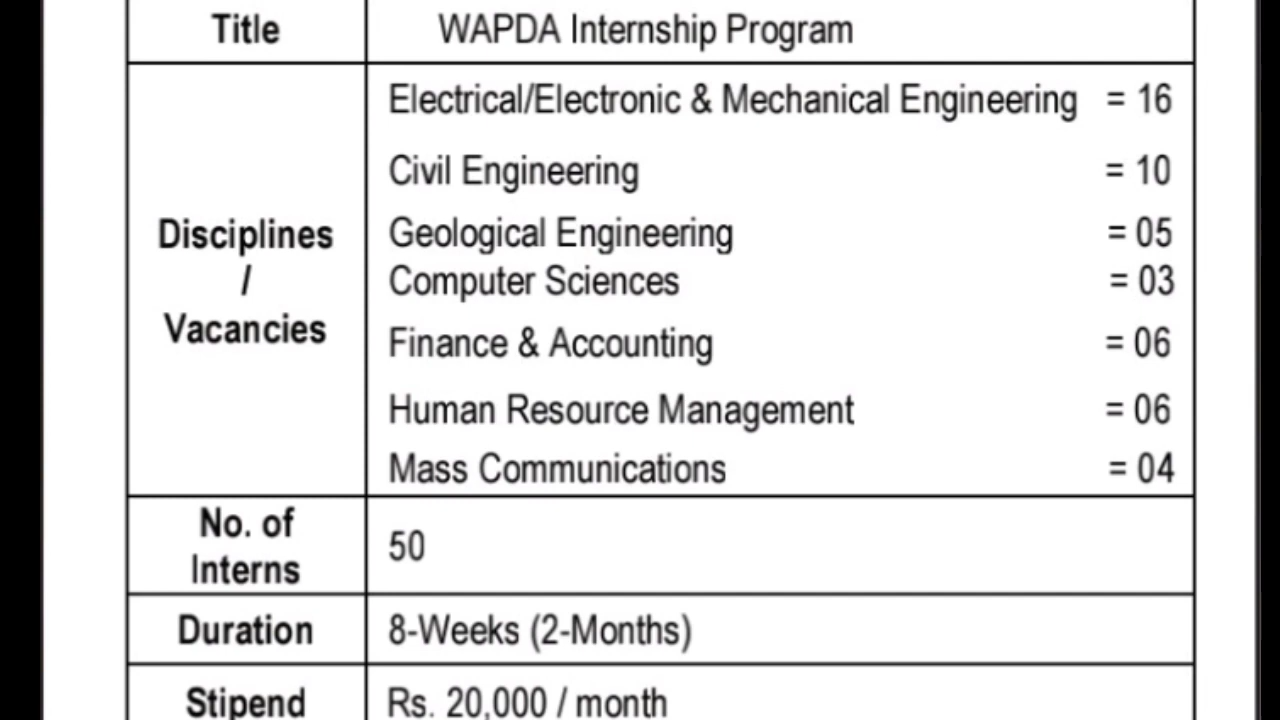 Title WAPDA Internship Program
Electrical/Electronic & Mechanical Engineering = 16
Civil Engineering = 10
Disciplines
/
Vacancies
Geological Engineering = 05
Computer Sciences = 03
Finance & Accounting = 06
Human Resource Management = 06
Mass Communications = 04
No. of
Interns
50
Duration 8-Weeks (2-Months)
Stipend Rs. 20,000 / month